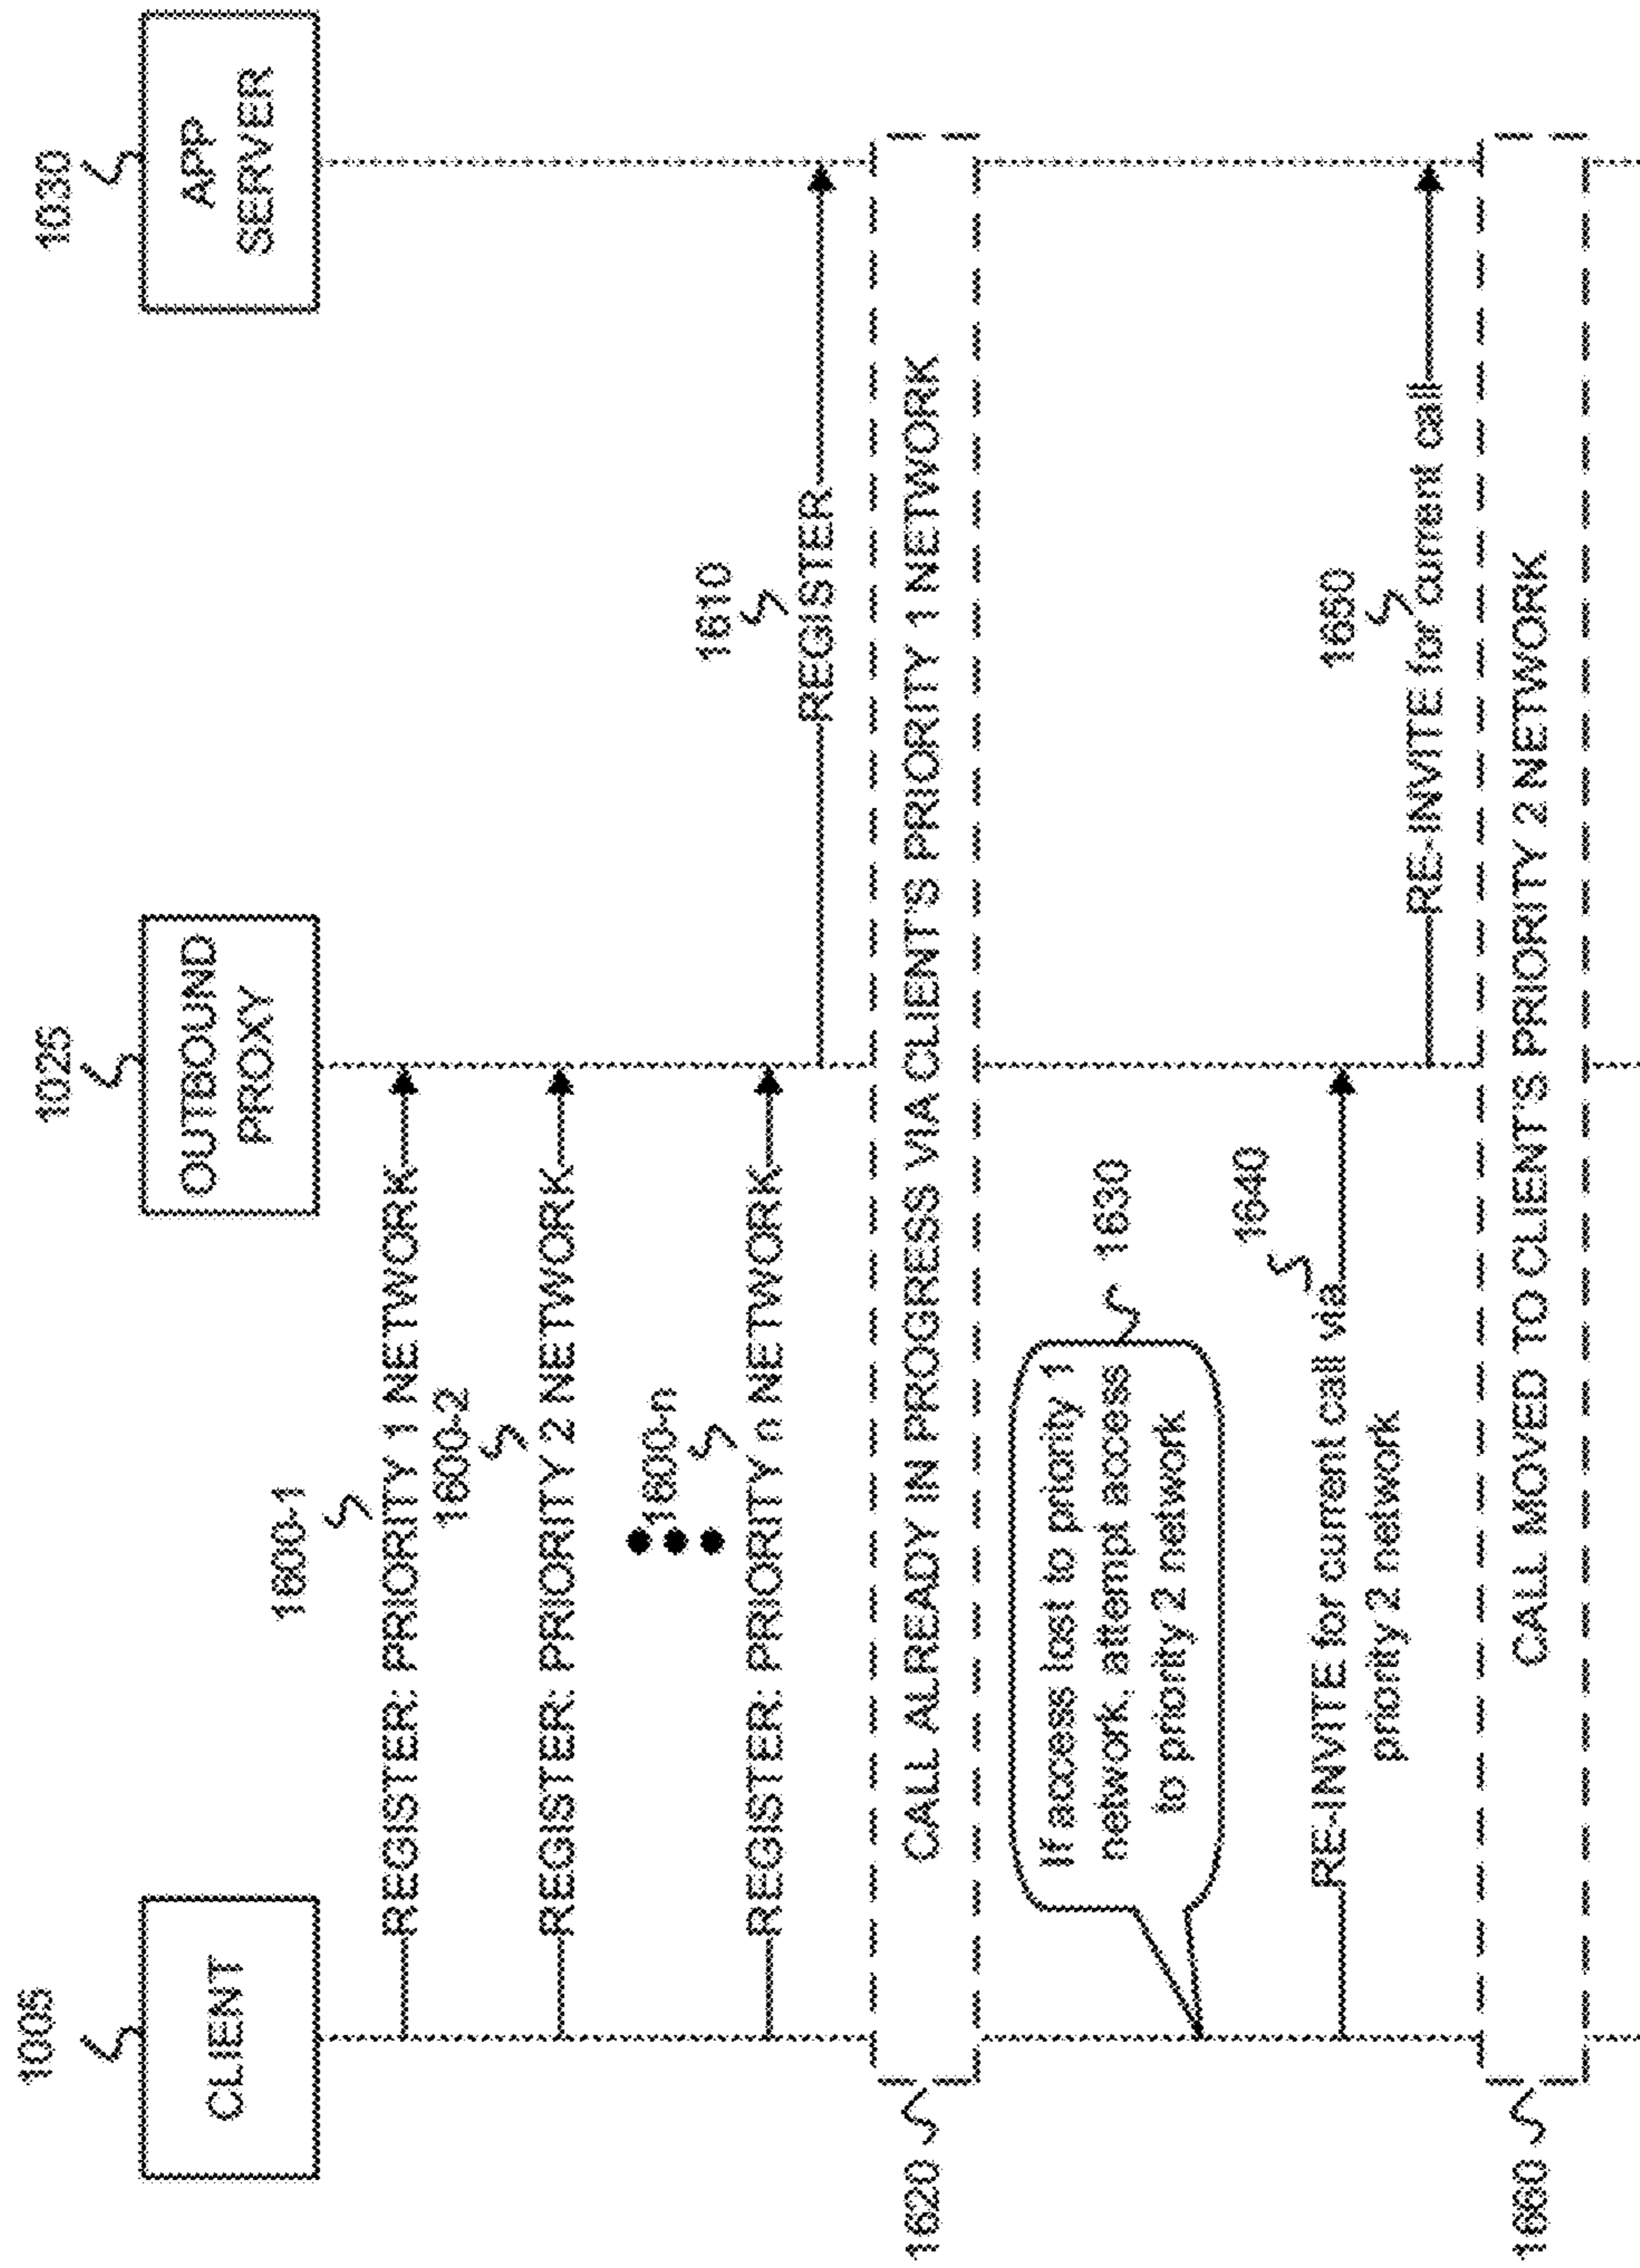 1005
1025
1030
CLIENT
OUTBOUND
PROXY
APP
SERVER
1600-1
REGISTER: PRIORITY 1 NETWORK
1600-2
REGISTER: PRIORITY 2 NETWORK
1600-n
REGISTER: PRIORITY n NETWORK
1610
REGISTER
1620
CALL ALREADY IN PROGRESS VIA CLIENT'S PRIORITY 1 NETWORK
If access lost to priority 1
network, attempt access
to priority 2 network
1630
1640
RE-INVITE for current call via
priority 2 network
1650
RE-INVITE for current call
1660
CALL MOVED TO CLIENT'S PRIORITY 2 NETWORK